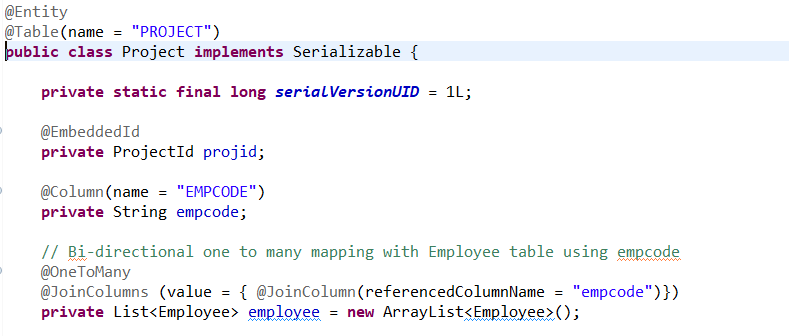 @Entity
@Table(name = "PROJECT")
public class Project implements Serializable {
private static final long serialVersionUID = 1L;
@EmbeddedId
private ProjectId projid;
@Column(name = "EMPCODE")
private String empcode;
// Bi-directional one to many mapping with Employee table using empcode
@OneToMany
@JoinColumns (value = { @JoinColumn(referencedColumnName = "empcode")})
private List<Employee> employee = new ArrayList<Employee>();